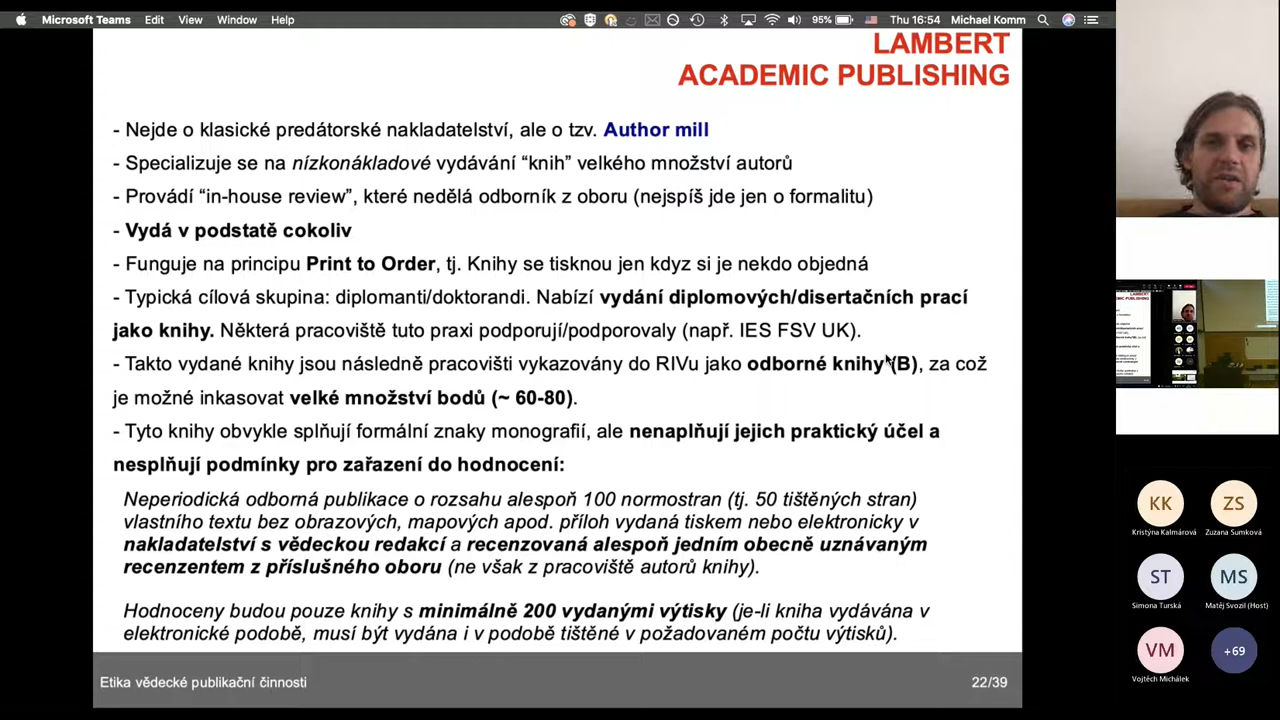 Microsoft Teams Edit View Window Help
95% Thu 16:54 Michael Komm
LAMBERT
ACADEMIC PUBLISHING
- Nejde o klasické predátorské nakladatelství, ale o tzv. Author mill
- Specializuje se na nízkonákladové vydávání “knih” velkého množství autorů
- Provádí “in-house review”, které nedělá odborník z oboru (nejspíš jde jen o formalitu)
- Vydá v podstatě cokoliv
- Funguje na principu Print to Order, tj. Knihy se tisknou jen kdyz si je nekdo objedná
- Typická cílová skupina: diplomanti/doktorandi. Nabízí vydání diplomových/disertačních prací
jako knihy. Některá pracoviště tuto praxi podporují/podporovaly (např. IES FSV UK).
- Takto vydané knihy jsou následně pracovišti vykazovány do RIVu jako odborné knihy (B), za což
je možné inkasovat velké množství bodů (~ 60-80).
- Tyto knihy obvykle splňují formální znaky monografií, ale nenaplňují jejich praktický účel a
nesplňují podmínky pro zařazení do hodnocení:
Neperiodická odborná publikace o rozsahu alespoň 100 normostran (tj. 50 tištěných stran)
vlastního textu bez obrazových, mapových apod. příloh vydaná tiskem nebo elektronicky v
nakladatelství s vědeckou redakcí a recenzovaná alespoň jedním obecně uznávaným
recenzentem z příslušného oboru (ne však z pracoviště autorů knihy).
Hodnoceny budou pouze knihy s minimálně 200 vydanými výtisky (je-li kniha vydávána v
elektronické podobě, musí být vydána i v podobě tištěné v požadovaném počtu výtisků).
Etika vědecké publikační činnosti 22/39
LAMBERT
ACADEMIC PUBLISHING
KK ZS
Kristýna Kalmárová Zuzana Sumková
ST MS
Simona Turská Matěj Svozil (Host)
VM +69
Vojtěch Michálek